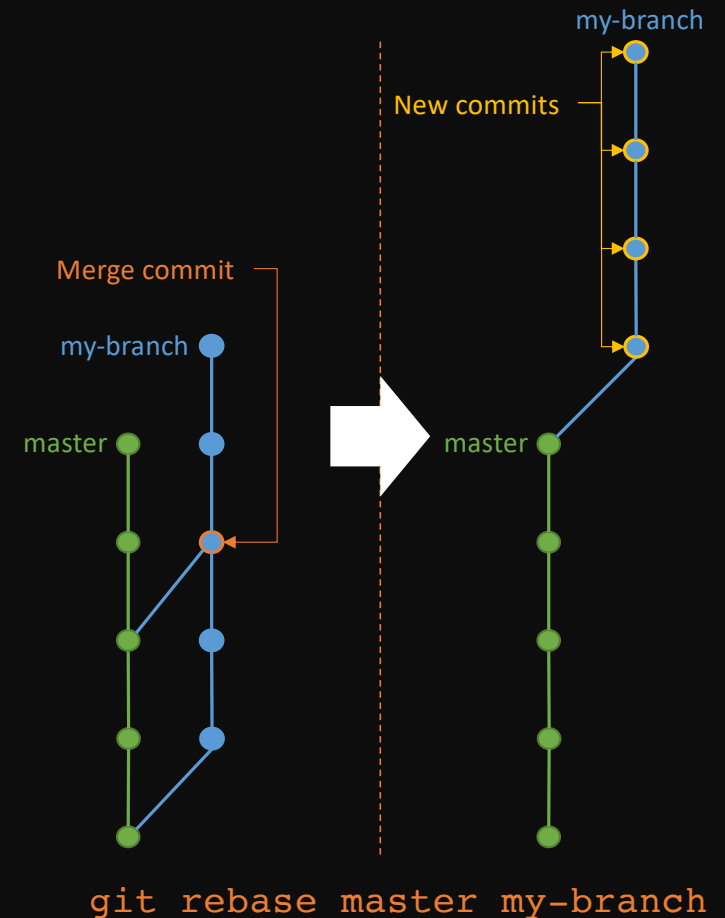 my-branch
New commits
Merge commit
my-branch
master
master
git rebase master my-branch